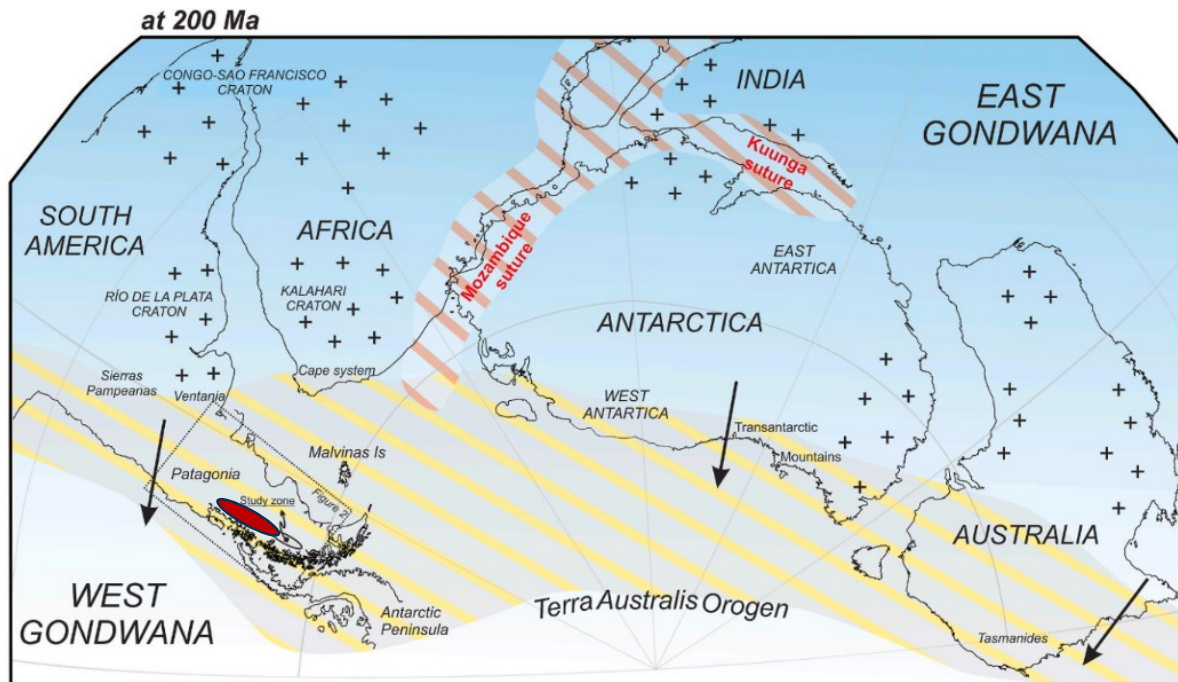 at 200 Ma
CONGO-SAO FRANCISCO
CRATON
INDIA
EAST
GONDWANA
Kuunga
suture
SOUTH
AMERICA
AFRICA
Mozambique
suture
EAST
ANTARTICA
RÍO DE LA PLATA
CRATON
KALAHARI
CRATON
ANTARCTICA
Sierras
Pampeanas
Cape system
Ventania
WEST
ANTARTICA
Transantarctic
Mountains
Malvinas Is
Patagonia
Figure 2
Study zone
AUSTRALIA
WEST
GONDWANA
Antarctic
Peninsula
Terra Australis Orogen
Tasmanides